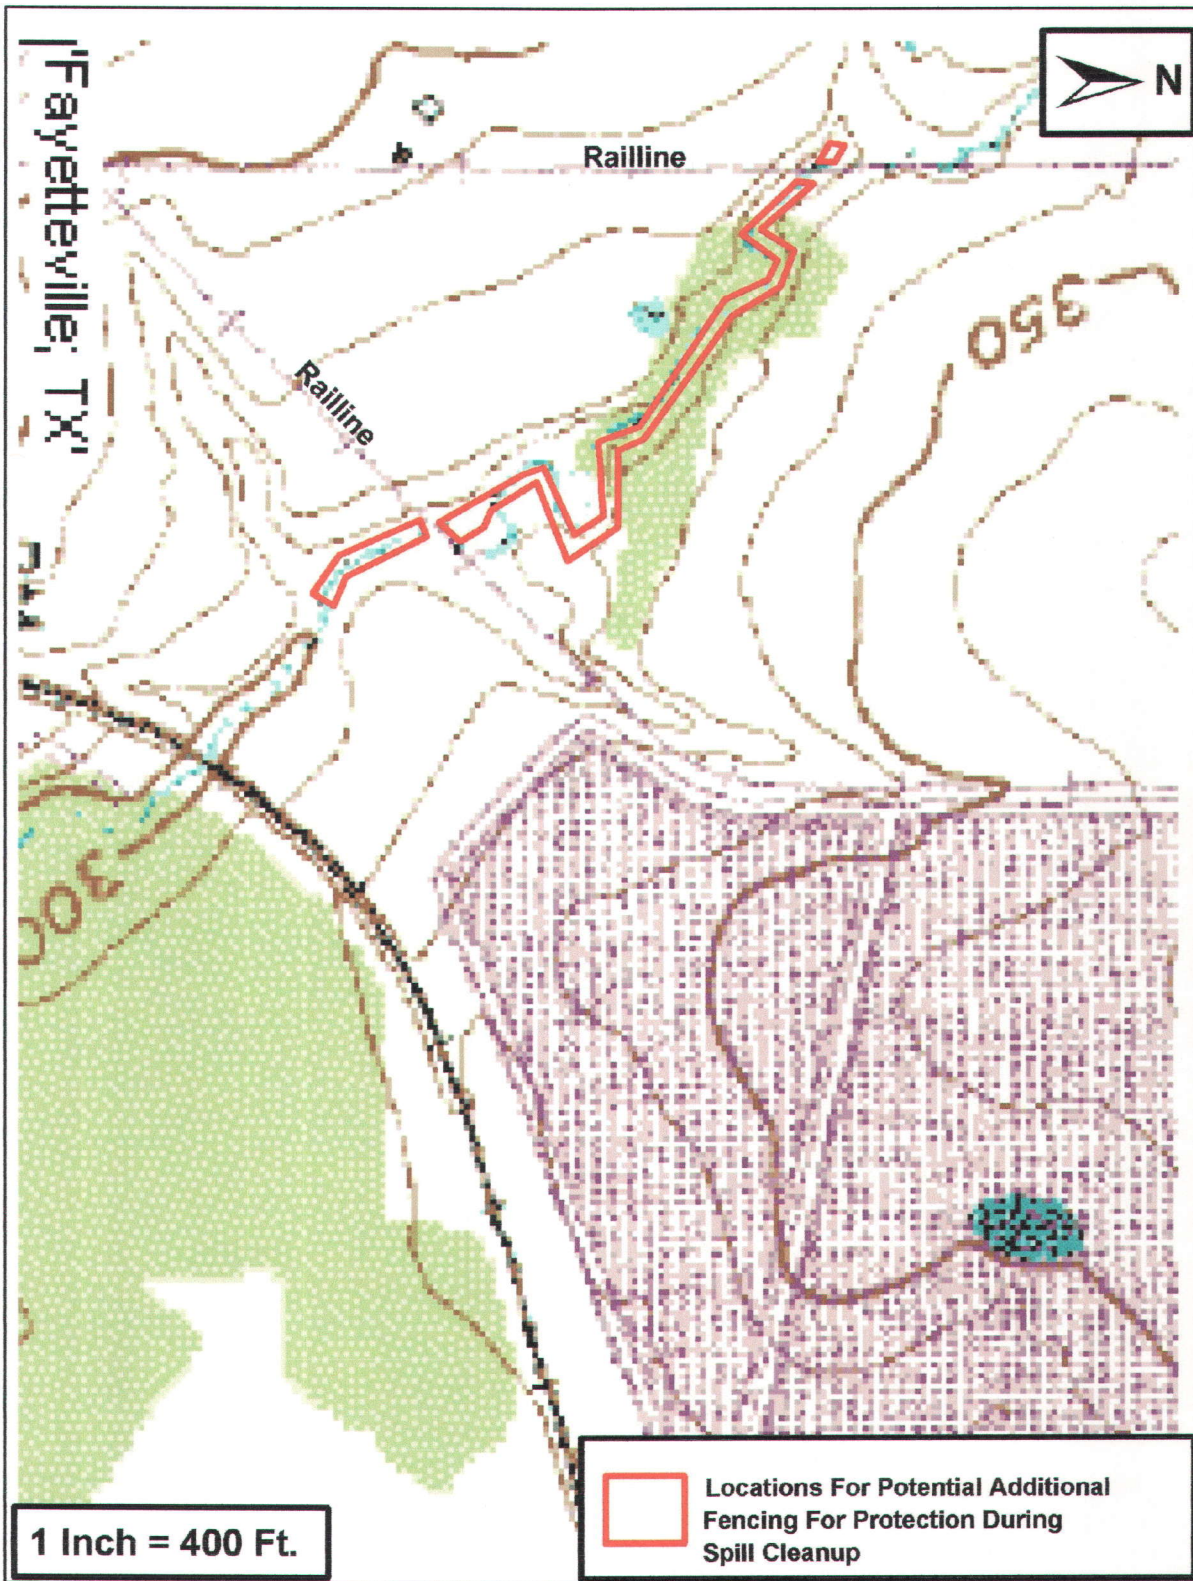 N
'Fayetteville, TX'
Railline
350
Railline
300
1 Inch = 400 Ft.
Locations For Potential Additional
Fencing For Protection During
Spill Cleanup